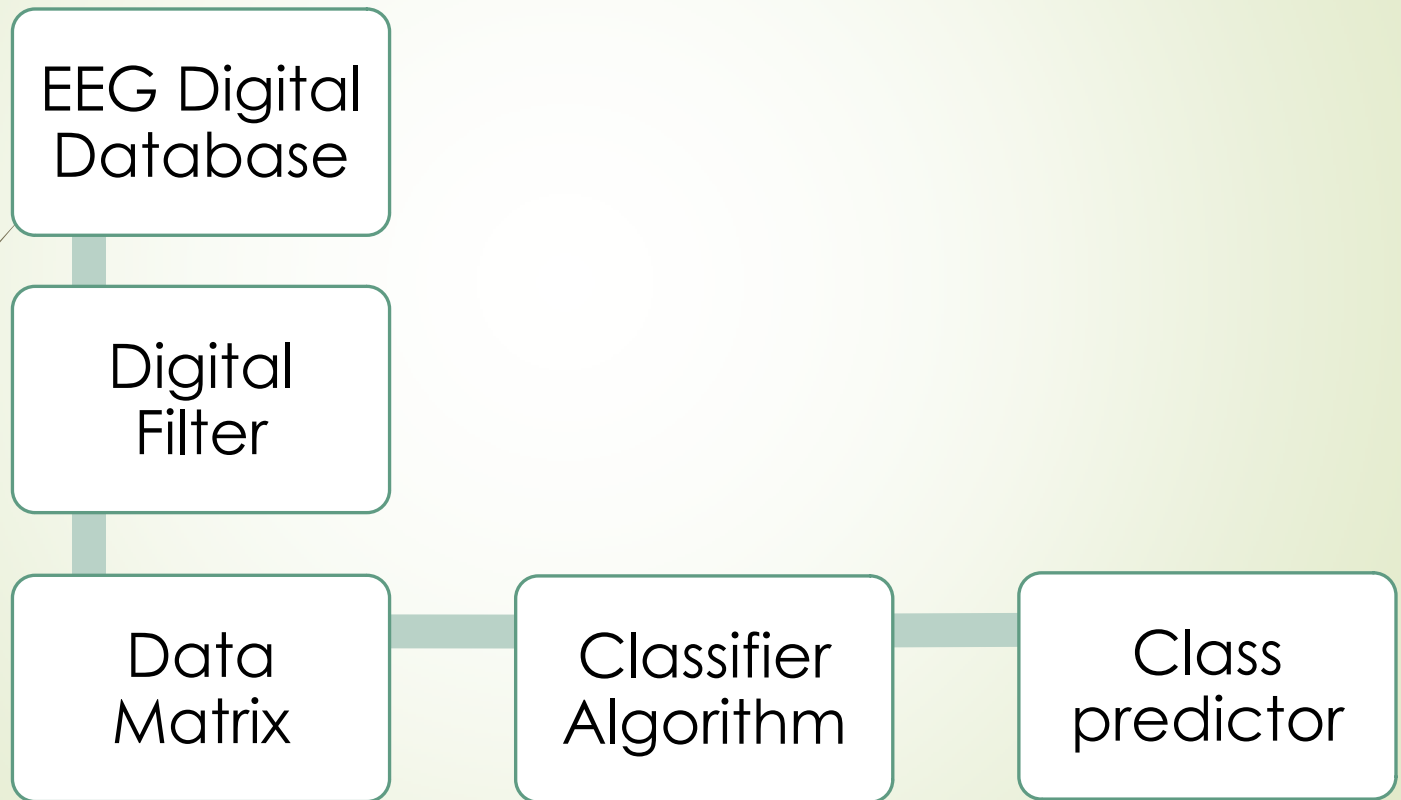 EEG Digital
Database
Digital
Filter
Data
Matrix
Classifier
Algorithm
Class
predictor